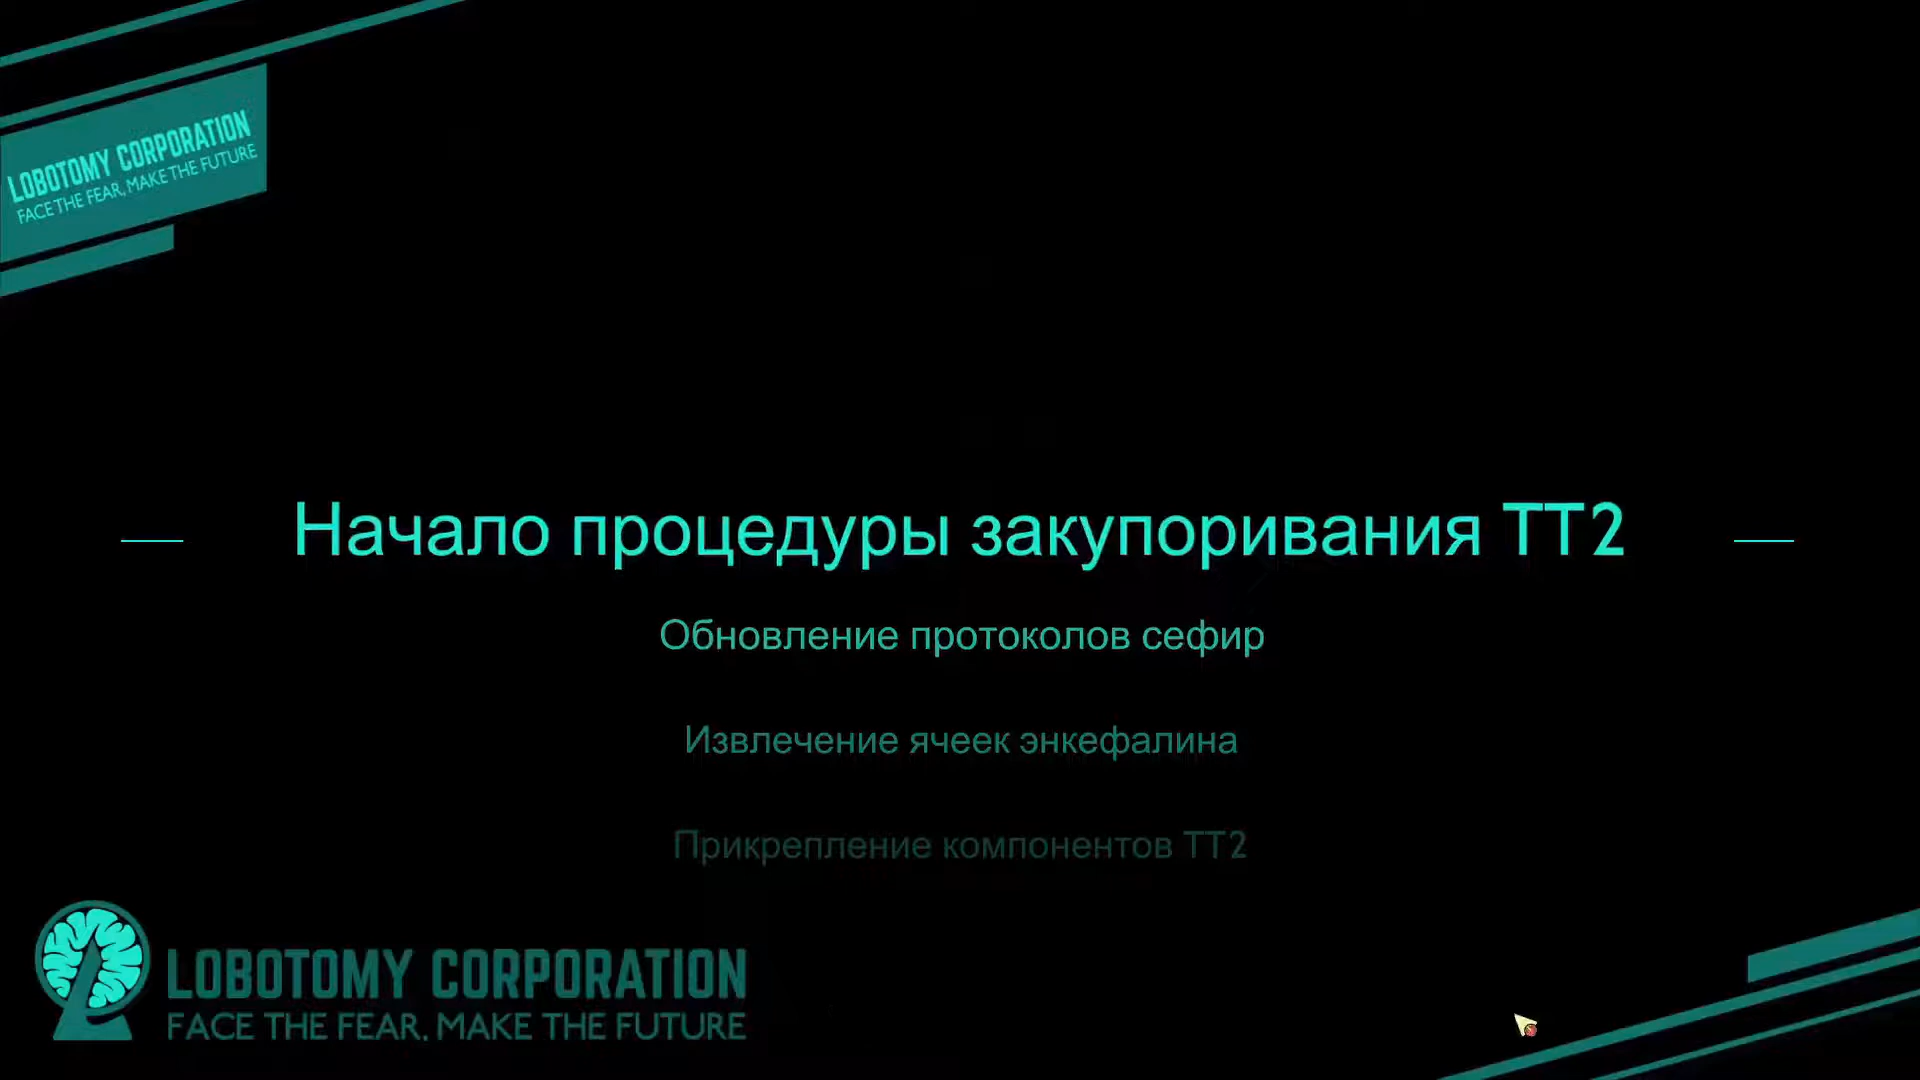 LOBOTOMY CORPORATION
FACE THE FEAR, MAKE THE FUTURE
Начало процедуры закупоривания TT2
Обновление протоколов сефир
Извлечение ячеек энкефалина
Прикрепление компонентов TT2
LOBOTOMY CORPORATION
FACE THE FEAR, MAKE THE FUTURE